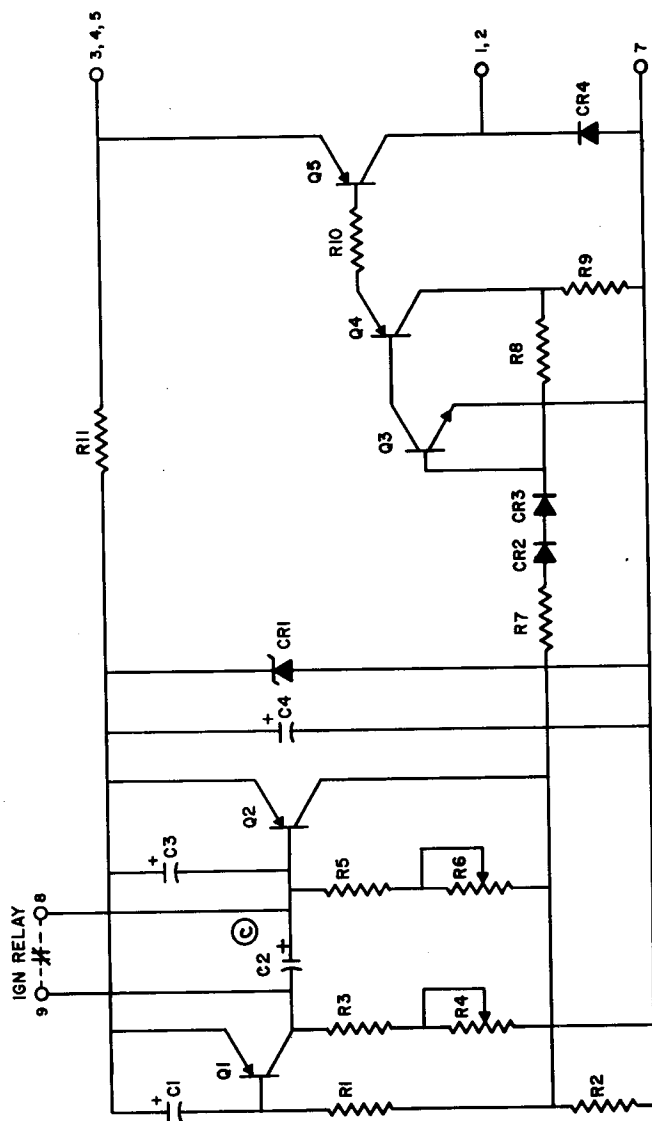 IGN RELAY
9
8
3, 4, 5
1, 2
7
R11
C1
+
Q1
C2
+
C
C3
+
Q2
C4
+
CR1
R1
R2
R3
R4
R5
R6
R7
CR2
CR3
Q3
R8
Q4
R9
R10
Q5
CR4